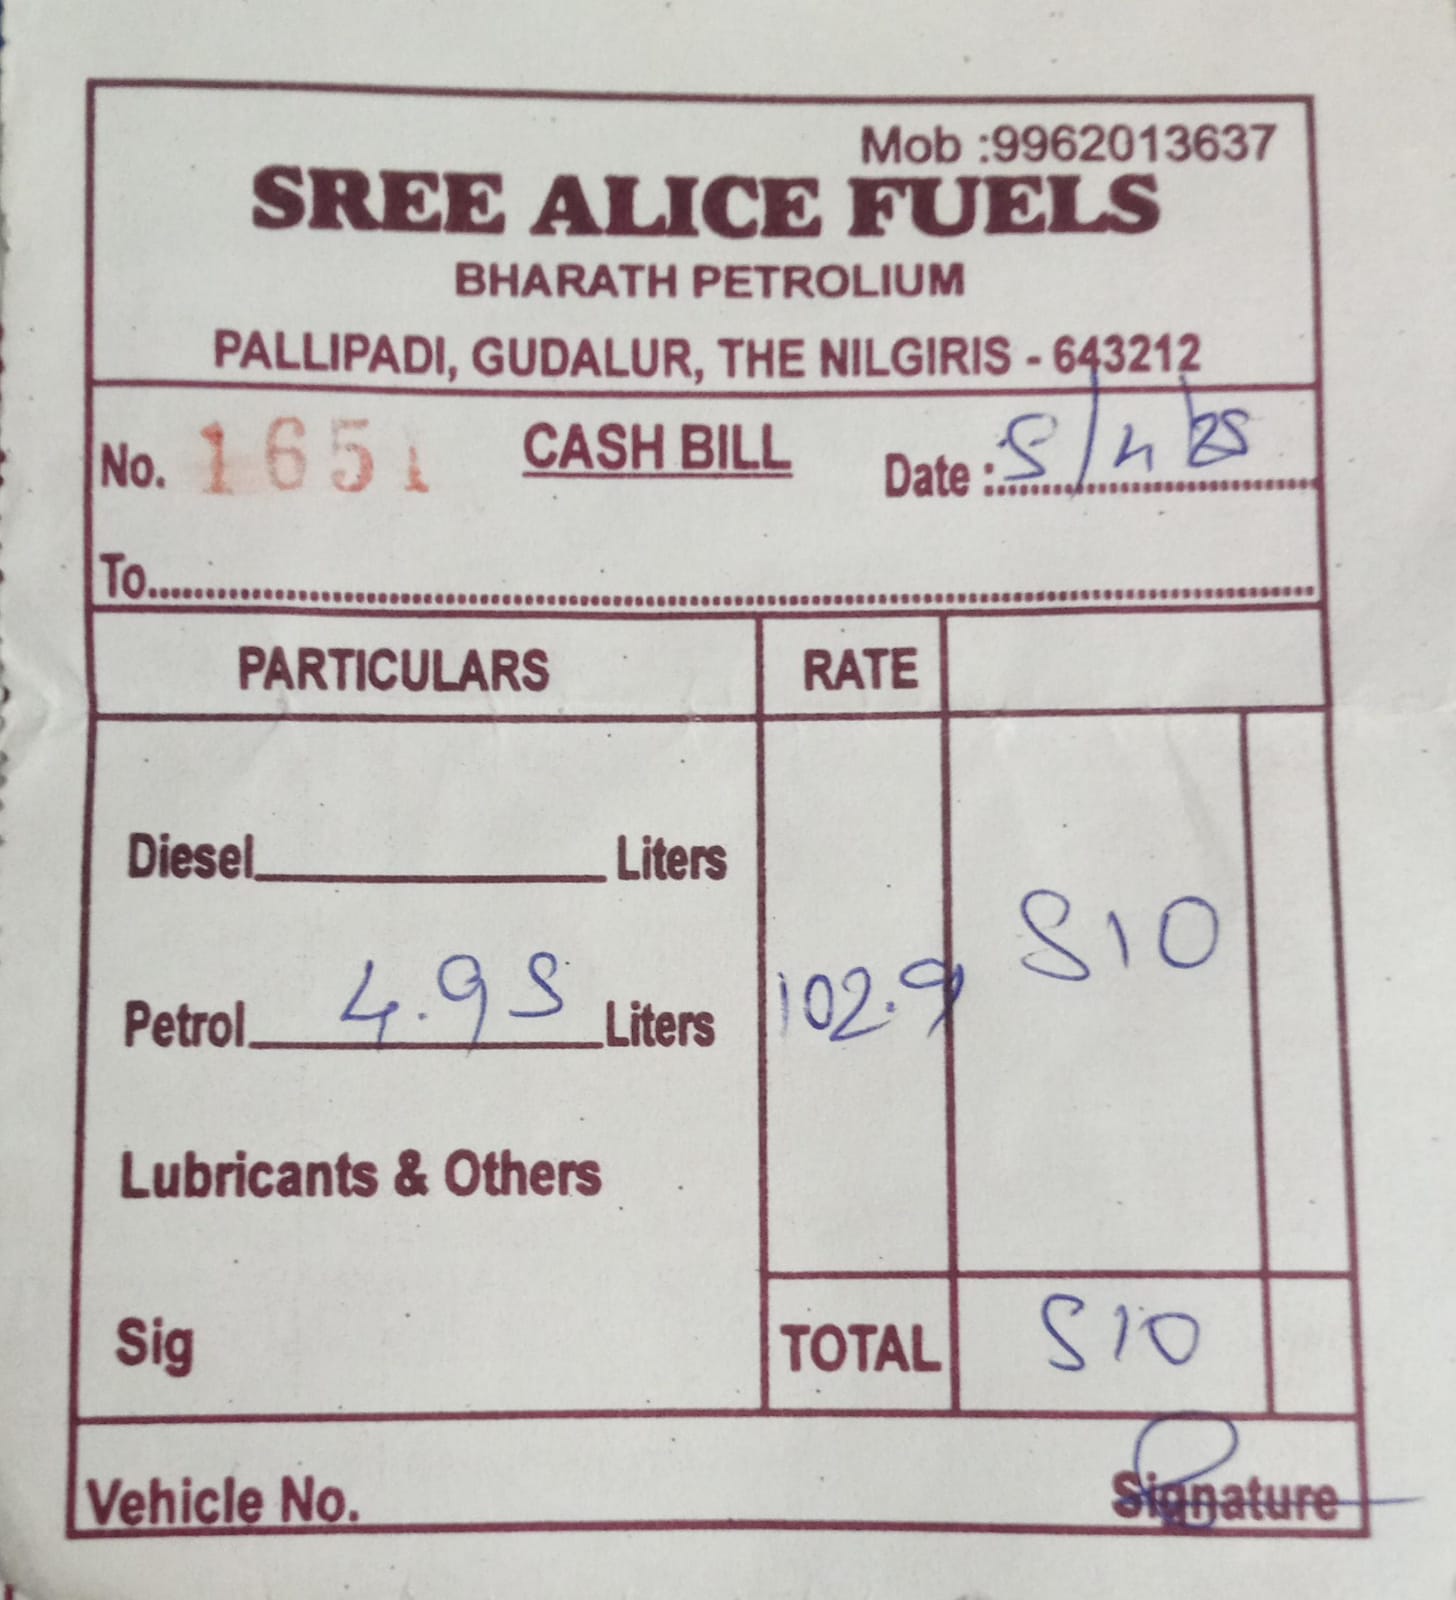 Mob :9962013637
SREE ALICE FUELS
BHARATH PETROLIUM
PALLIPADI, GUDALUR, THE NILGIRIS - 643212
No. 1651 CASH BILL Date : 5/4/25
To
PARTICULARS RATE
Diesel Liters
Petrol 4.95 Liters 102.9 510
Lubricants & Others
Sig TOTAL 510
Vehicle No. Signature